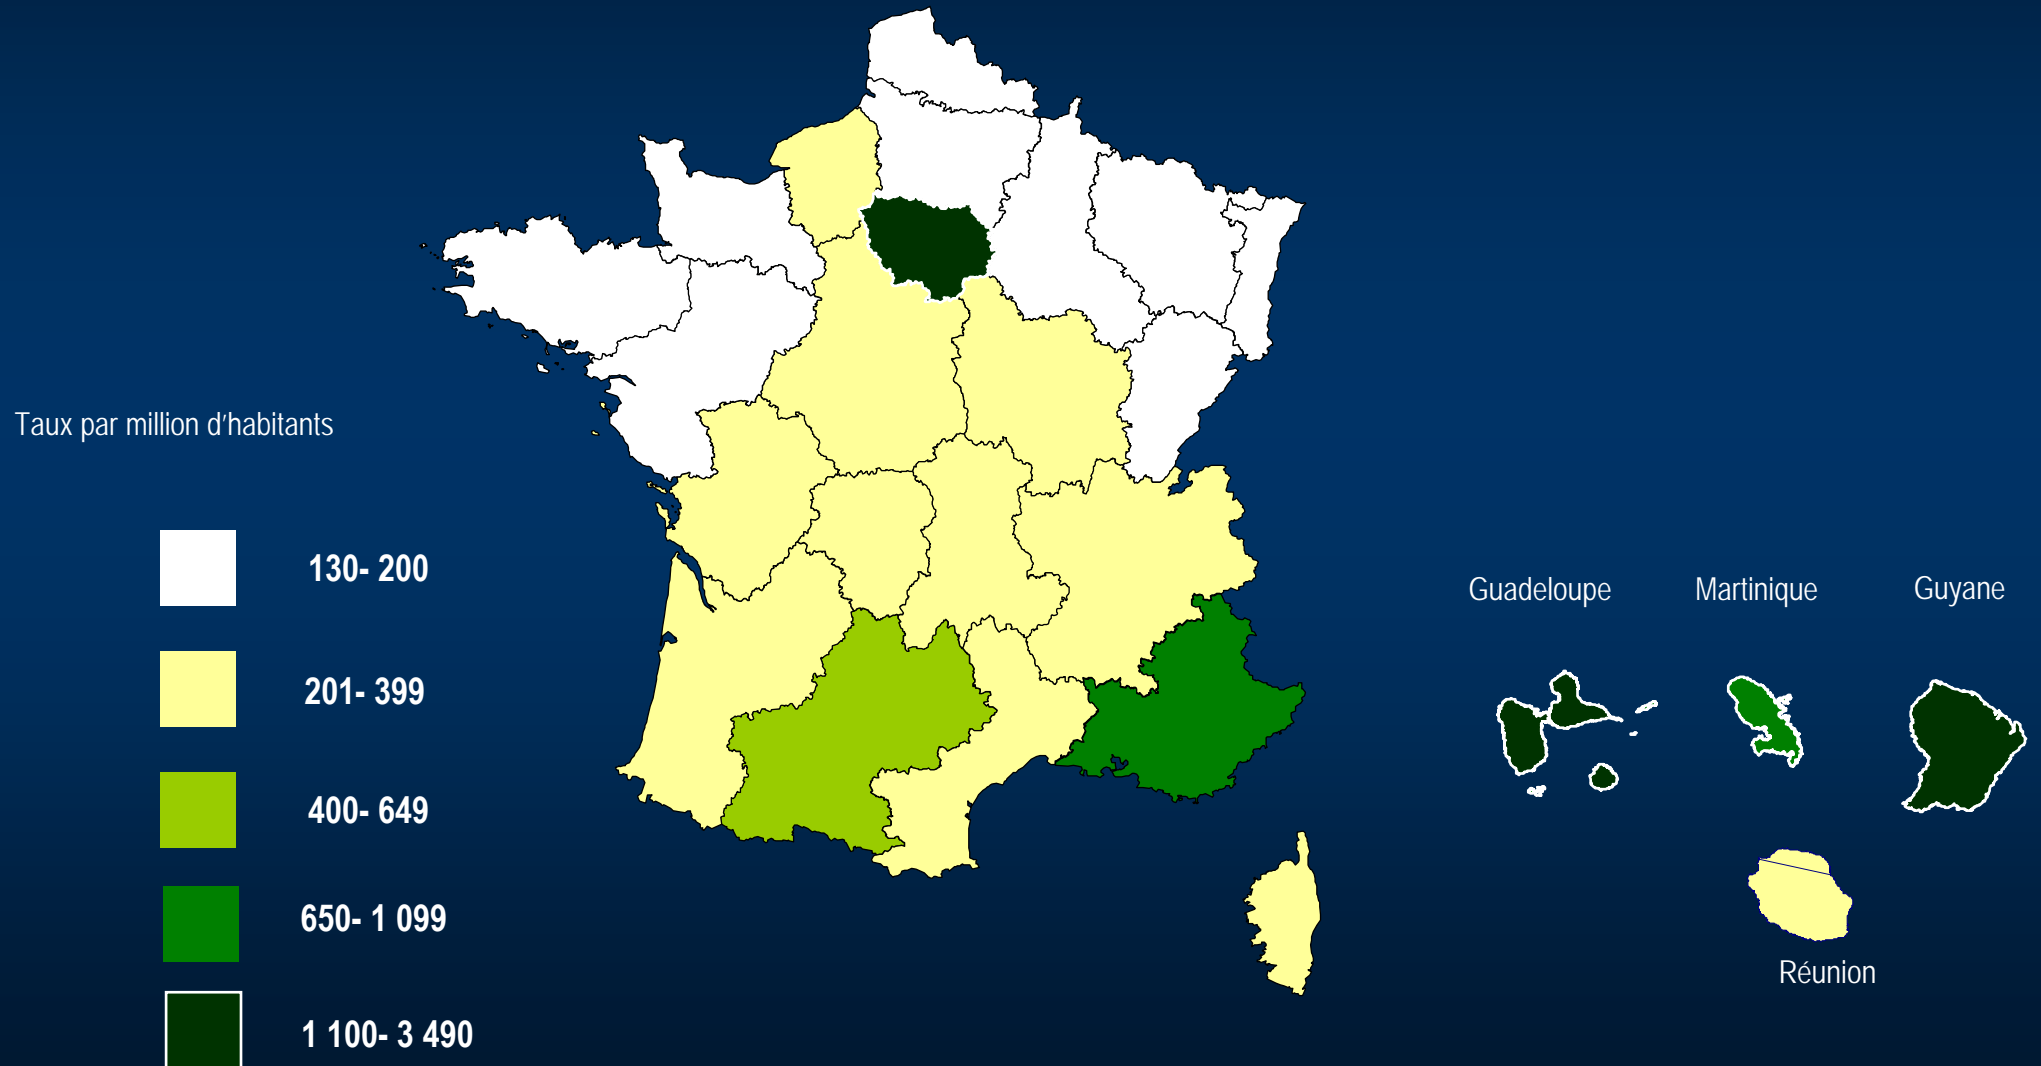 Taux par million d'habitants
130- 200
201- 399
400- 649
650- 1 099
1 100- 3 490
Guadeloupe
Martinique
Guyane
Réunion